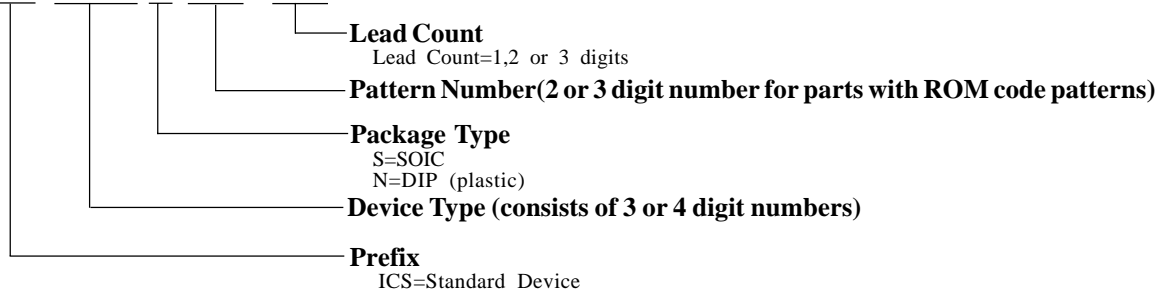 Lead Count
Lead Count=1,2 or 3 digits
Pattern Number(2 or 3 digit number for parts with ROM code patterns)
Package Type
S=SOIC
N=DIP (plastic)
Device Type (consists of 3 or 4 digit numbers)
Prefix
ICS=Standard Device